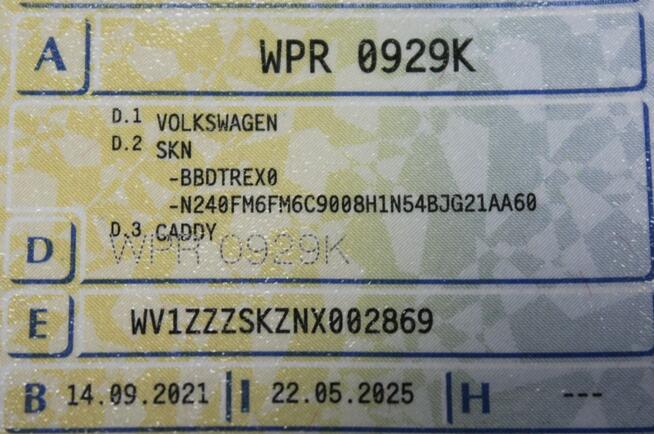 A WPR 0929K
D.1 VOLKSWAGEN
D.2 SKN
-BBDTREX0
-N240FM6FM6C9008H1N54BJG21AA60
D.3 CADDY
D WPR 0929K
E WV1ZZZSKZNX002869
B 14.09.2021 I 22.05.2025 H ---